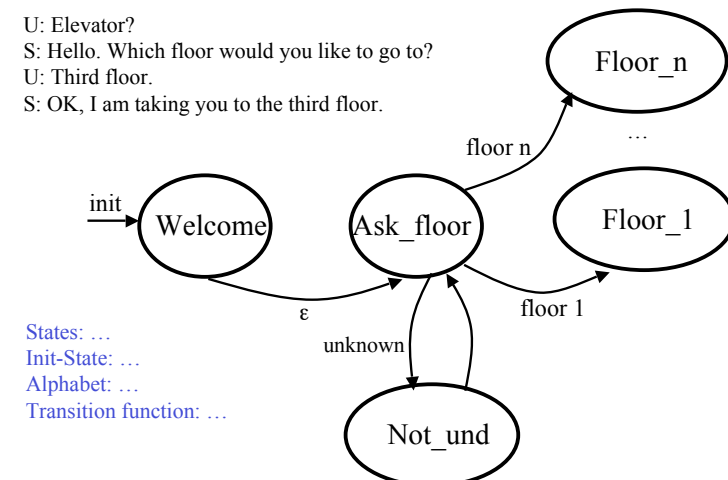 U: Elevator?
S: Hello. Which floor would you like to go to?
U: Third floor.
S: OK, I am taking you to the third floor.
Floor_n
…
floor n
init
Welcome
Ask_floor
Floor_1
floor 1
ε
unknown
States: …
Init-State: …
Alphabet: …
Transition function: …
Not_und